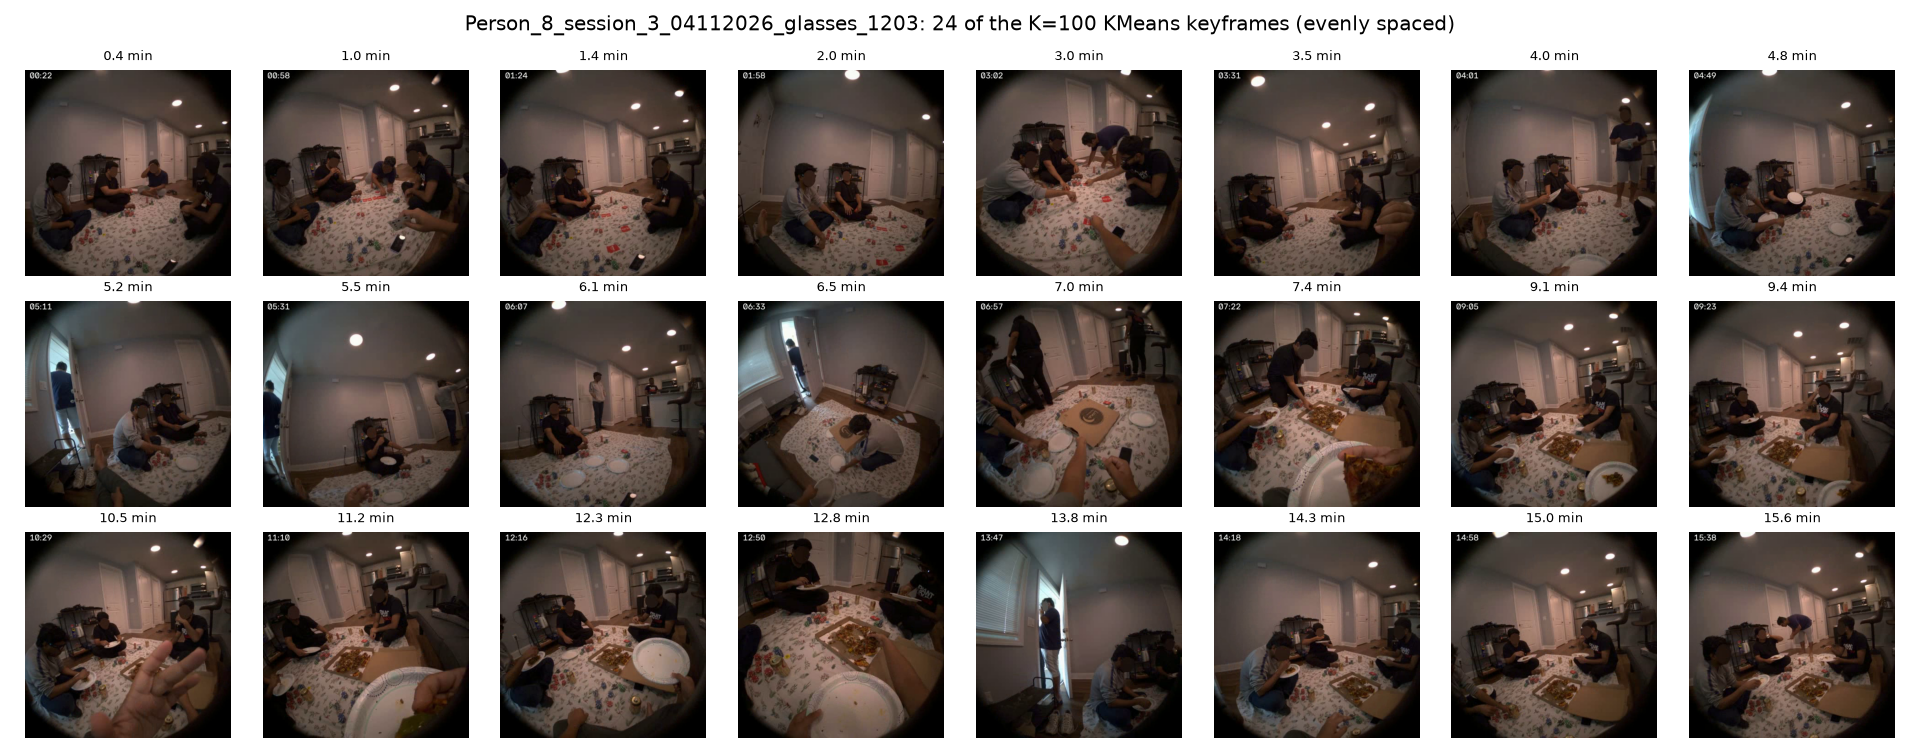 Person_8_session_3_04112026_glasses_1203: 24 of the K=100 KMeans keyframes (evenly spaced)
0.4 min 1.0 min 1.4 min 2.0 min 3.0 min 3.5 min 4.0 min 4.8 min
00:22 00:58 01:24 01:58 03:02 03:31 04:01 04:49
5.2 min 5.5 min 6.1 min 6.5 min 7.0 min 7.4 min 9.1 min 9.4 min
05:11 05:31 06:07 06:33 06:57 07:22 09:05 09:23
10.5 min 11.2 min 12.3 min 12.8 min 13.8 min 14.3 min 15.0 min 15.6 min
10:29 11:10 12:16 12:50 13:47 14:18 14:58 15:38